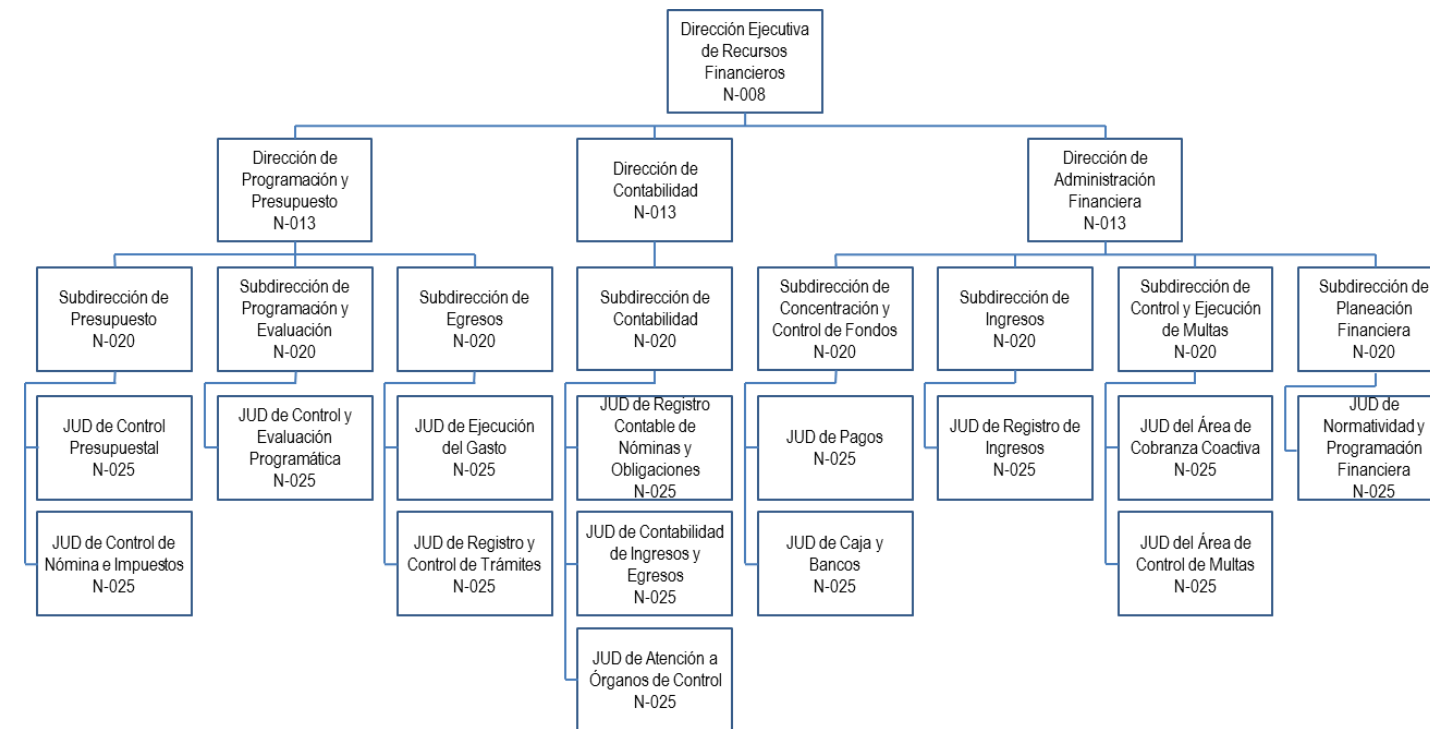 Dirección Ejecutiva
de Recursos
Financieros
N-008
Dirección de
Programación y
Presupuesto
N-013
Dirección de
Contabilidad
N-013
Dirección de
Administración
Financiera
N-013
Subdirección de
Presupuesto
N-020
Subdirección de
Programación y
Evaluación
N-020
Subdirección de
Egresos
N-020
Subdirección de
Contabilidad
N-020
Subdirección de
Concentración y
Control de Fondos
N-020
Subdirección de
Ingresos
N-020
Subdirección de
Control y Ejecución
de Multas
N-020
Subdirección de
Planeación
Financiera
N-020
JUD de Control
Presupuestal
N-025
JUD de Control y
Evaluación
Programática
N-025
JUD de Ejecución
del Gasto
N-025
JUD de Registro
Contable de
Nóminas y
Obligaciones
N-025
JUD de Pagos
N-025
JUD de Registro de
Ingresos
N-025
JUD del Área de
Cobranza Coactiva
N-025
JUD de
Normatividad y
Programación
Financiera
N-025
JUD de Control de
Nómina e Impuestos
N-025
JUD de Registro y
Control de Trámites
N-025
JUD de Contabilidad
de Ingresos y
Egresos
N-025
JUD de Caja y
Bancos
N-025
JUD del Área de
Control de Multas
N-025
JUD de Atención a
Órganos de Control
N-025